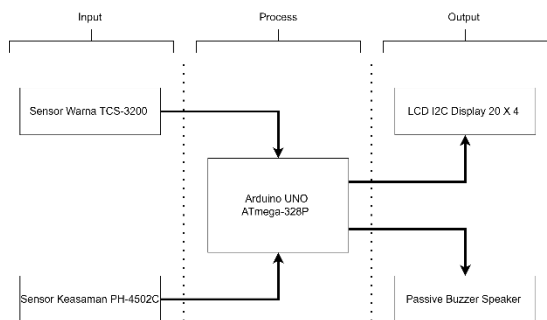 Input
Process
Output
Sensor Warna TCS-3200
LCD I2C Display 20 X 4
Arduino UNO
ATmega-328P
Sensor Keasaman PH-4502C
Passive Buzzer Speaker